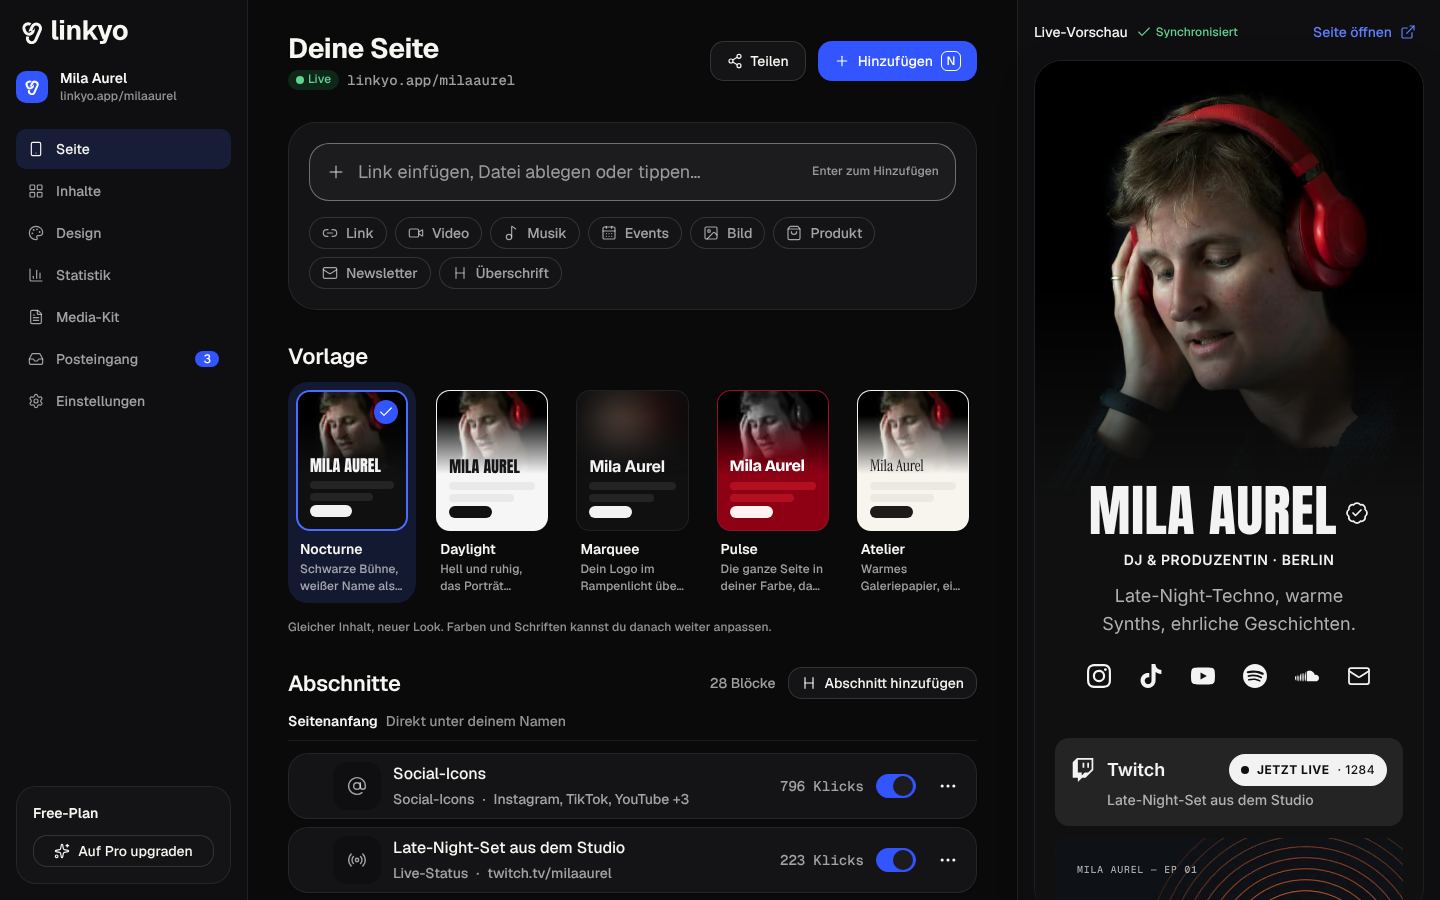 linkyo
Mila Aurel
linkyo.app/milaaurel
Seite
Inhalte
Design
Statistik
Media-Kit
Posteingang 3
Einstellungen
Free-Plan
Auf Pro upgraden
Deine Seite
Live linkyo.app/milaaurel
Teilen
Hinzufügen N
Link einfügen, Datei ablegen oder tippen...
Enter zum Hinzufügen
Link Video Musik Events Bild Produkt
Newsletter Überschrift
Vorlage
MILA AUREL
MILA AUREL
Mila Aurel
Mila Aurel
Mila Aurel
Nocturne
Schwarze Bühne,
weißer Name als...
Daylight
Hell und ruhig,
das Porträt...
Marquee
Dein Logo im
Rampenlicht übe...
Pulse
Die ganze Seite in
deiner Farbe, da...
Atelier
Warmes
Galeriepapier, ei...
Gleicher Inhalt, neuer Look. Farben und Schriften kannst du danach weiter anpassen.
Abschnitte
28 Blöcke
H Abschnitt hinzufügen
Seitenanfang Direkt unter deinem Namen
Social-Icons
Social-Icons · Instagram, TikTok, YouTube +3
796 Klicks
Late-Night-Set aus dem Studio
Live-Status · twitch.tv/milaaurel
223 Klicks
Live-Vorschau Synchronisiert
Seite öffnen
MILA AUREL
DJ & PRODUZENTIN · BERLIN
Late-Night-Techno, warme
Synths, ehrliche Geschichten.
Twitch
JETZT LIVE · 1284
Late-Night-Set aus dem Studio
MILA AUREL — EP 01